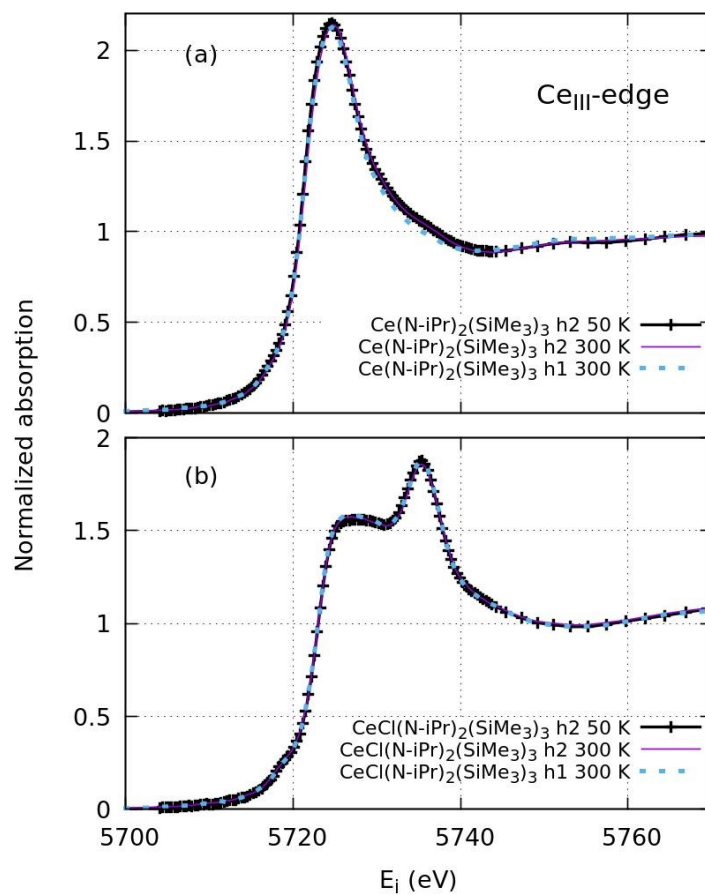 (a)
Ce_III-edge
2
1.5
1
0.5
0
Ce(N-iPr)₂(SiMe₃)₃ h2 50 K
Ce(N-iPr)₂(SiMe₃)₃ h2 300 K
Ce(N-iPr)₂(SiMe₃)₃ h1 300 K
Normalized absorption
(b)
2
1.5
1
0.5
0
CeCl(N-iPr)₂(SiMe₃)₃ h2 50 K
CeCl(N-iPr)₂(SiMe₃)₃ h2 300 K
CeCl(N-iPr)₂(SiMe₃)₃ h1 300 K
5700 5720 5740 5760
Eᵢ (eV)